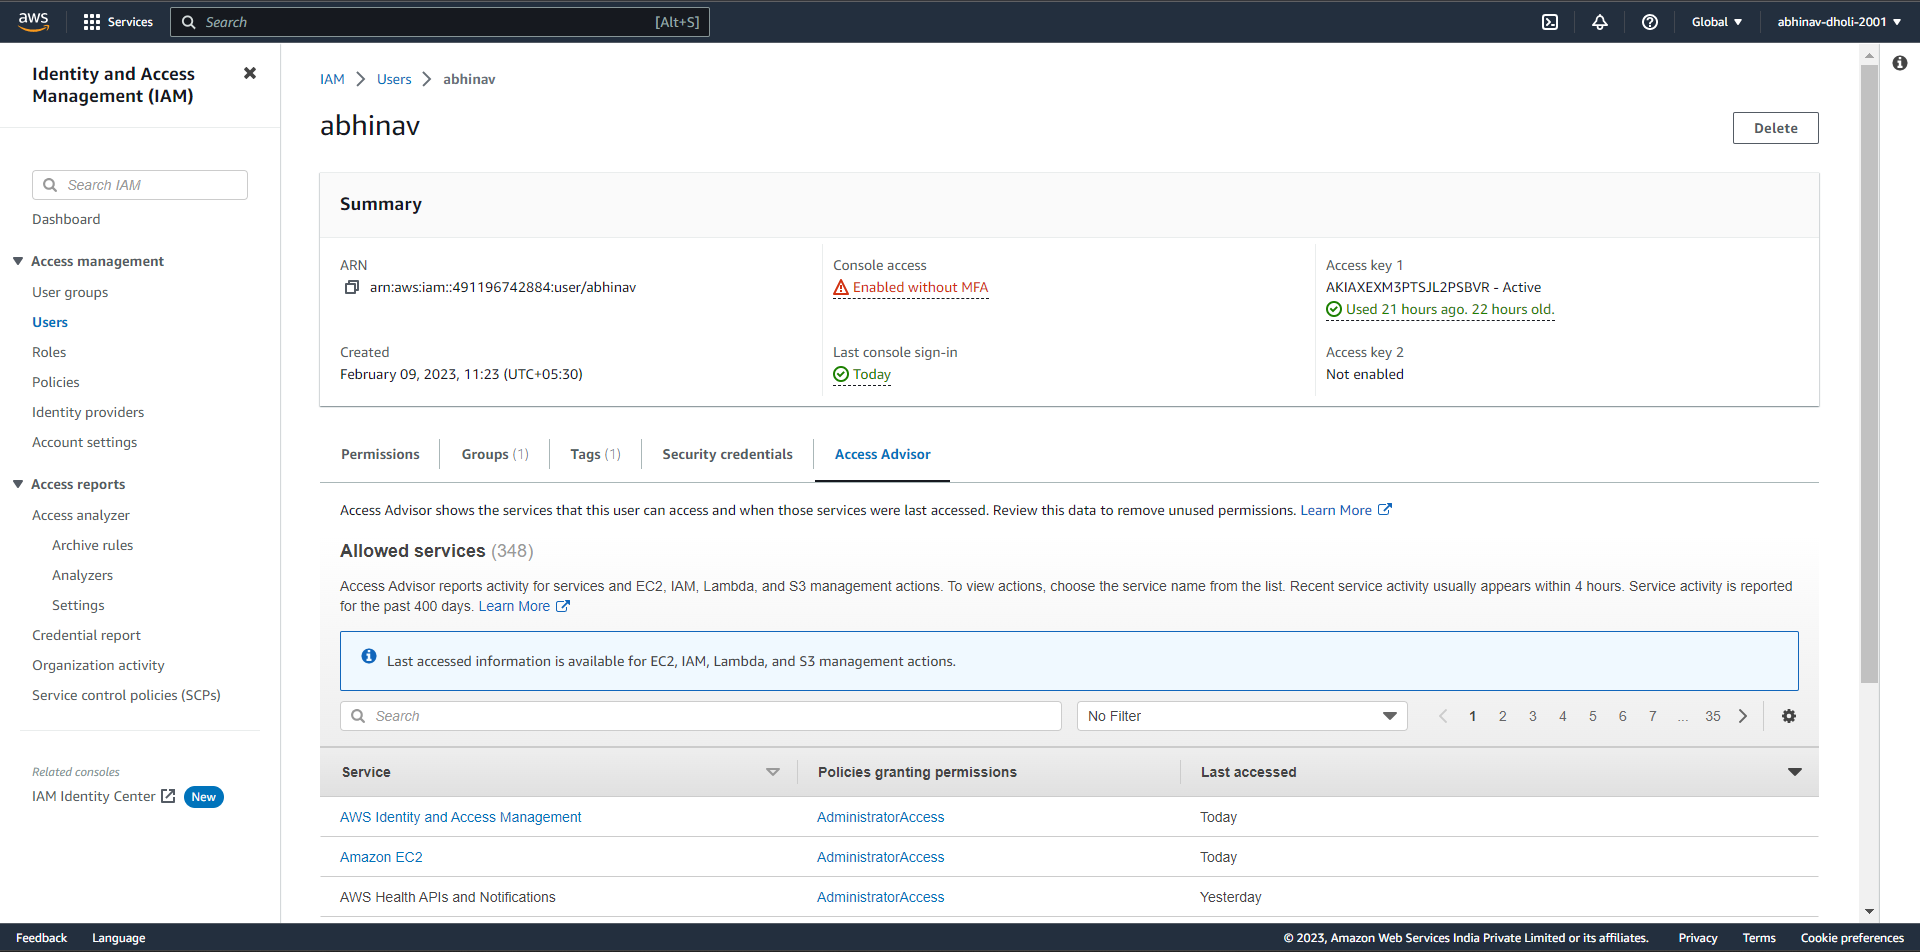 aws
Services
Search
[Alt+S]
Global
abhinav-dholi-2001
Identity and Access
Management (IAM)
Search IAM
Dashboard
Access management
User groups
Users
Roles
Policies
Identity providers
Account settings
Access reports
Access analyzer
Archive rules
Analyzers
Settings
Credential report
Organization activity
Service control policies (SCPs)
Related consoles
IAM Identity Center New
IAM > Users > abhinav
abhinav
Delete
Summary
ARN
arn:aws:iam::491196742884:user/abhinav
Created
February 09, 2023, 11:23 (UTC+05:30)
Console access
Enabled without MFA
Last console sign-in
Today
Access key 1
AKIAXEXM3PTSJL2PSBVR - Active
Used 21 hours ago. 22 hours old.
Access key 2
Not enabled
Permissions
Groups (1)
Tags (1)
Security credentials
Access Advisor
Access Advisor shows the services that this user can access and when those services were last accessed. Review this data to remove unused permissions. Learn More
Allowed services (348)
Access Advisor reports activity for services and EC2, IAM, Lambda, and S3 management actions. To view actions, choose the service name from the list. Recent service activity usually appears within 4 hours. Service activity is reported
for the past 400 days. Learn More
Last accessed information is available for EC2, IAM, Lambda, and S3 management actions.
Search
No Filter
1 2 3 4 5 6 7 ... 35
Service Policies granting permissions Last accessed
AWS Identity and Access Management AdministratorAccess Today
Amazon EC2 AdministratorAccess Today
AWS Health APIs and Notifications AdministratorAccess Yesterday
Feedback Language
© 2023, Amazon Web Services India Private Limited or its affiliates. Privacy Terms Cookie preferences